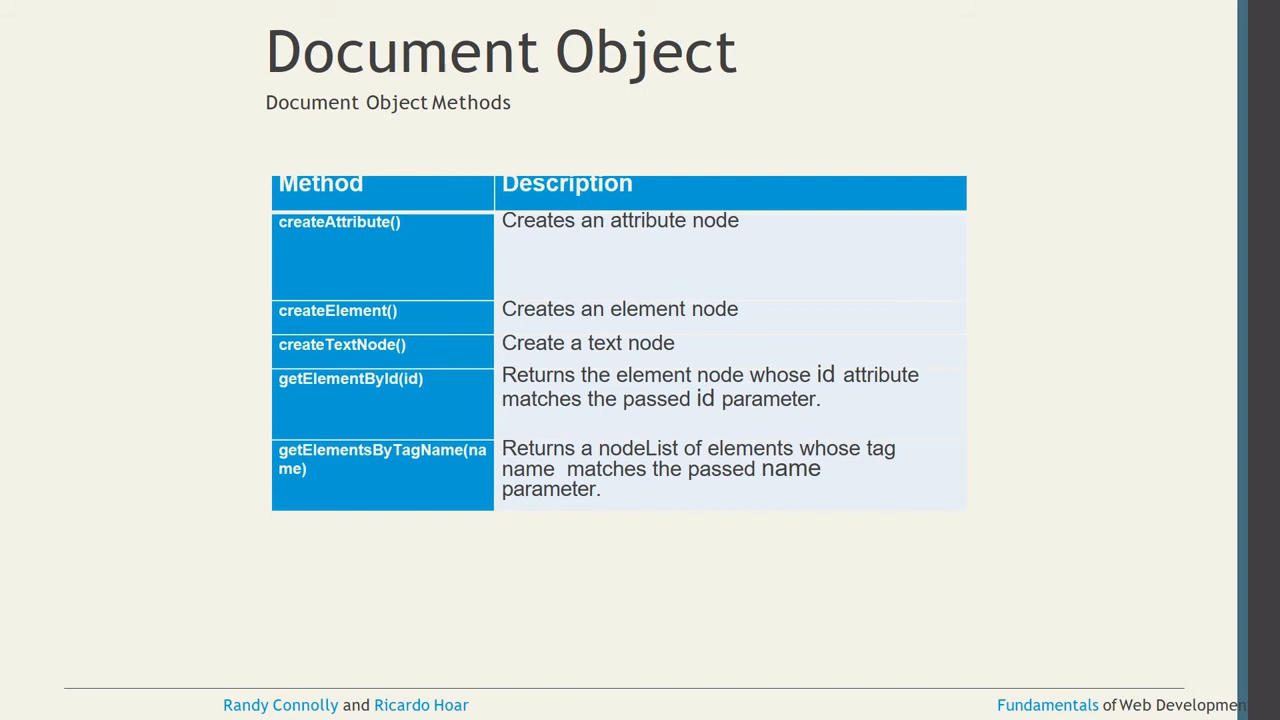 Document Object
Document Object Methods
Method Description
createAttribute() Creates an attribute node
createElement() Creates an element node
createTextNode() Create a text node
getElementById(id) Returns the element node whose id attribute
matches the passed id parameter.
getElementsByTagName(na Returns a nodeList of elements whose tag
me) name matches the passed name
parameter.
Randy Connolly and Ricardo Hoar Fundamentals of Web Developmen